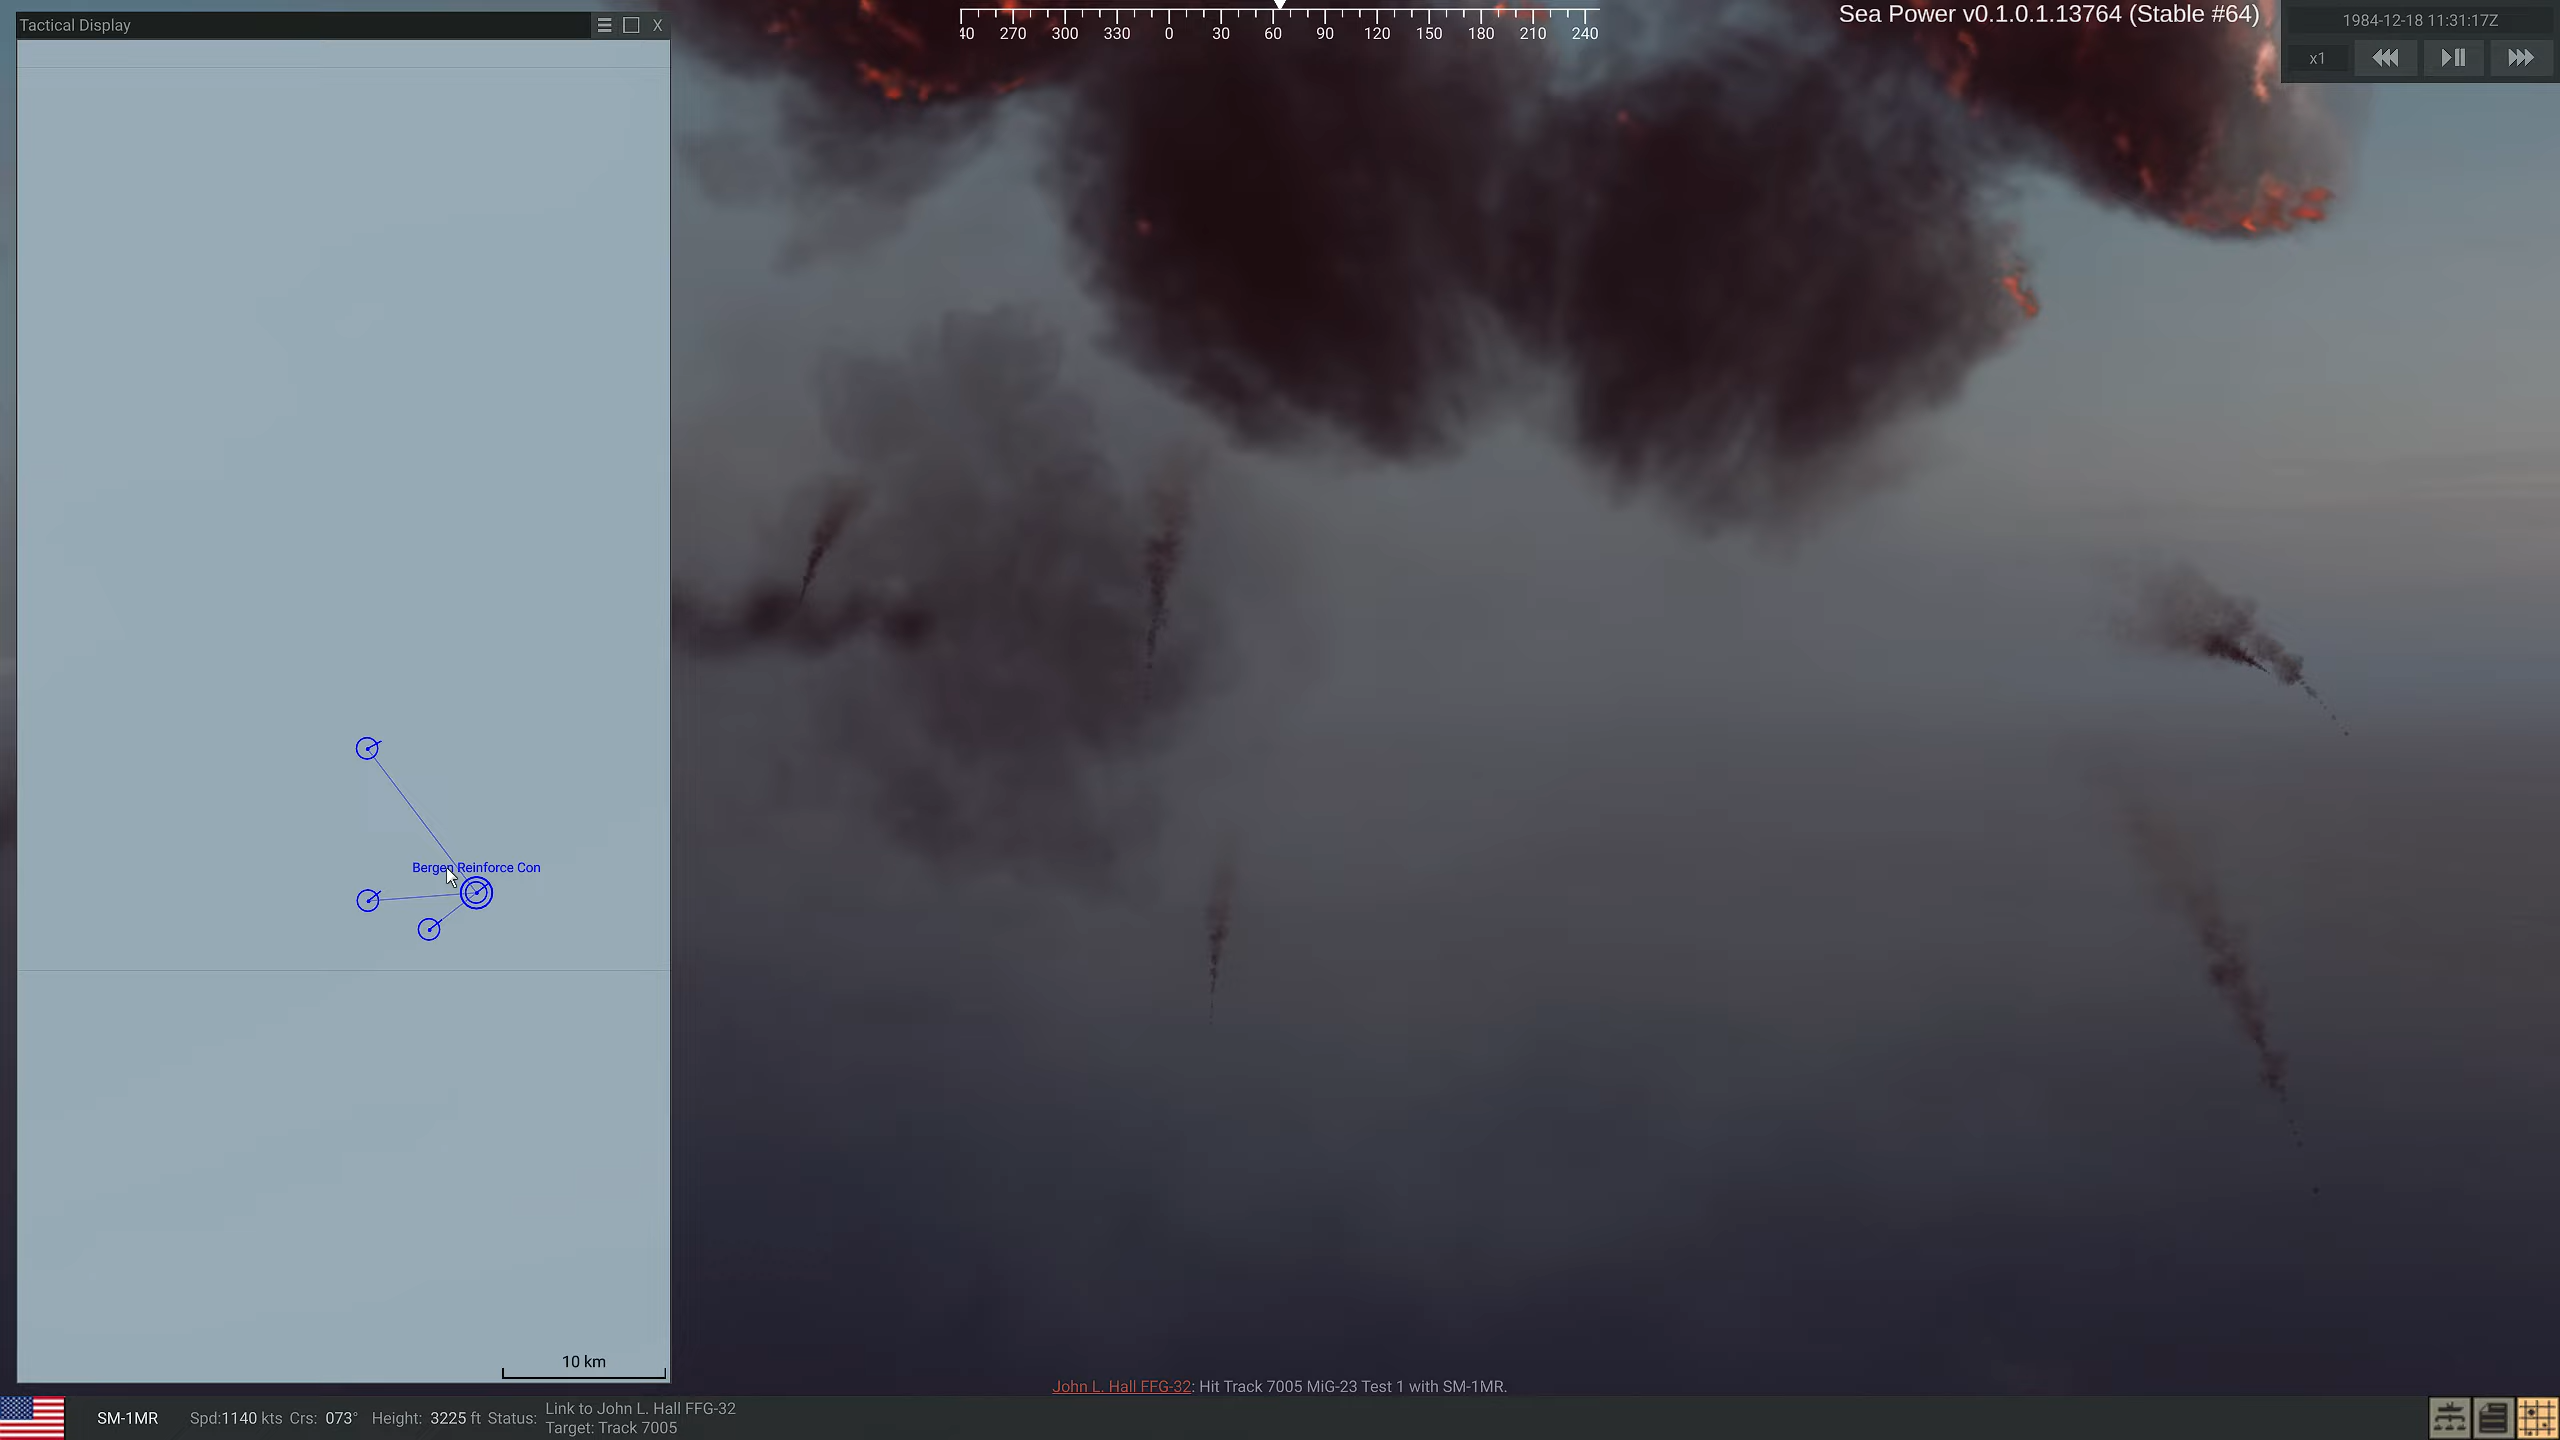 Tactical Display
X
40 270 300 330 0 30 60 90 120 150 180 210 240
Sea Power v0.1.0.1.13764 (Stable #64)
1984-12-18 11:31:17Z
x1
Bergen Reinforce Con
10 km
John L. Hall FFG-32: Hit Track 7005 MiG-23 Test 1 with SM-1MR.
SM-1MR Spd:1140 kts Crs: 073° Height: 3225 ft Status: Link to John L. Hall FFG-32
Target: Track 7005